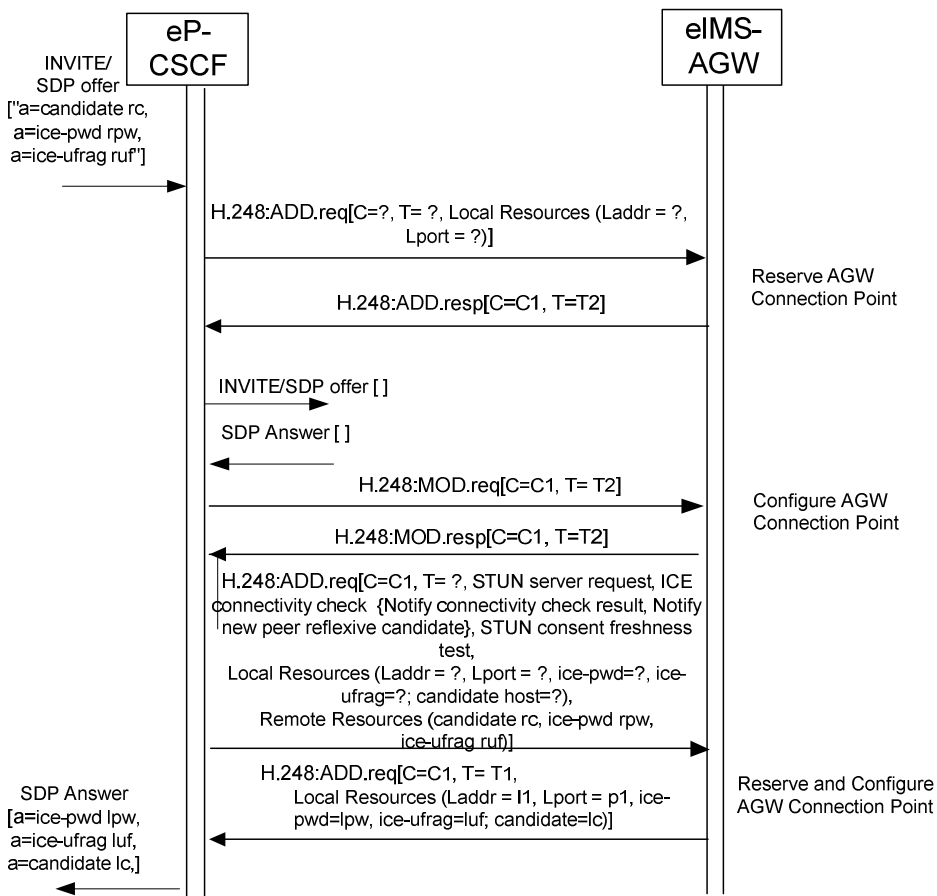 eP-
CSCF
eIMS-
AGW
INVITE/
SDP offer
["a=candidate rc,
a=ice-pwd rpw,
a=ice-ufrag ruf"]
H.248:ADD.req[C=?, T= ?, Local Resources (Laddr = ?,
Lport = ?)]
Reserve AGW
Connection Point
H.248:ADD.resp[C=C1, T=T2]
INVITE/SDP offer [ ]
SDP Answer [ ]
H.248:MOD.req[C=C1, T= T2]
Configure AGW
Connection Point
H.248:MOD.resp[C=C1, T=T2]
H.248:ADD.req[C=C1, T= ?, STUN server request, ICE
connectivity check {Notify connectivity check result, Notify
new peer reflexive candidate}, STUN consent freshness
test,
Local Resources (Laddr = ?, Lport = ?, ice-pwd=?, ice-
ufrag=?; candidate host=?),
Remote Resources (candidate rc, ice-pwd rpw,
ice-ufrag ruf)]
H.248:ADD.req[C=C1, T= T1,
Local Resources (Laddr = l1, Lport = p1, ice-
pwd=lpw, ice-ufrag=luf; candidate=lc)]
Reserve and Configure
AGW Connection Point
SDP Answer
[a=ice-pwd lpw,
a=ice-ufrag luf,
a=candidate lc,]